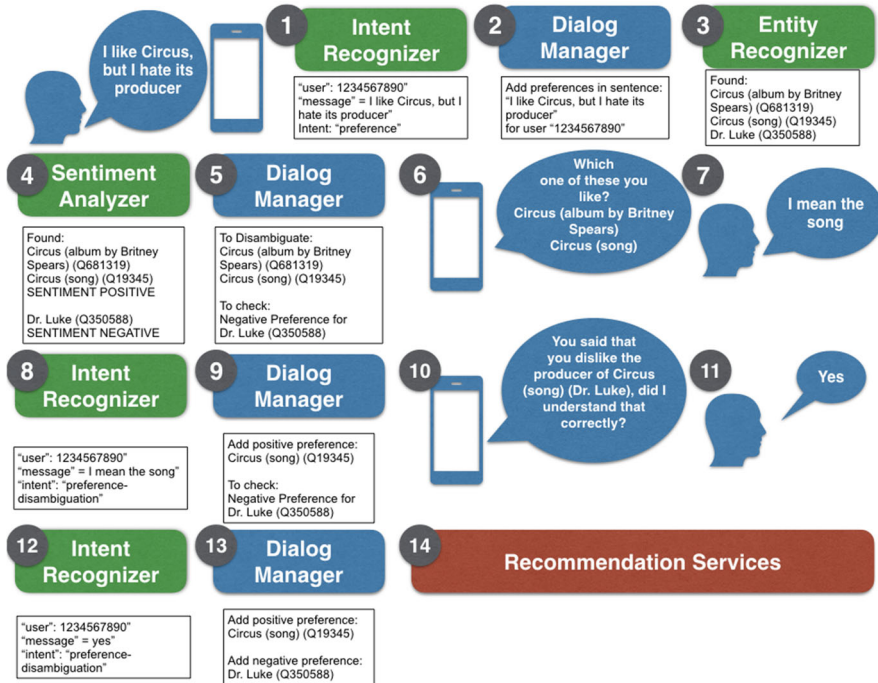 I like Circus,
but I hate its
producer
1
Intent
Recognizer
"user": 1234567890"
"message" = I like Circus, but I
hate its producer"
Intent: "preference"
2
Dialog
Manager
Add preferences in sentence:
"I like Circus, but I hate its
producer"
for user "1234567890"
3
Entity
Recognizer
Found:
Circus (album by Britney
Spears) (Q681319)
Circus (song) (Q19345)
Dr. Luke (Q350588)
4
Sentiment
Analyzer
Found:
Circus (album by Britney
Spears) (Q681319)
Circus (song) (Q19345)
SENTIMENT POSITIVE
Dr. Luke (Q350588)
SENTIMENT NEGATIVE
5
Dialog
Manager
To Disambiguate:
Circus (album by Britney
Spears) (Q681319)
Circus (song) (Q19345)
To check:
Negative Preference for
Dr. Luke (Q350588)
6
Which
one of these you
like?
Circus (album by Britney
Spears)
Circus (song)
7
I mean the
song
8
Intent
Recognizer
"user": 1234567890"
"message" = I mean the song"
"intent": "preference-
disambiguation"
9
Dialog
Manager
Add positive preference:
Circus (song) (Q19345)
To check:
Negative Preference for
Dr. Luke (Q350588)
10
You said that
you dislike the
producer of Circus
(song) (Dr. Luke), did I
understand that
correctly?
11
Yes
12
Intent
Recognizer
"user": 1234567890"
"message" = yes"
"intent": "preference-
disambiguation"
13
Dialog
Manager
Add positive preference:
Circus (song) (Q19345)
Add negative preference:
Dr. Luke (Q350588)
14
Recommendation Services